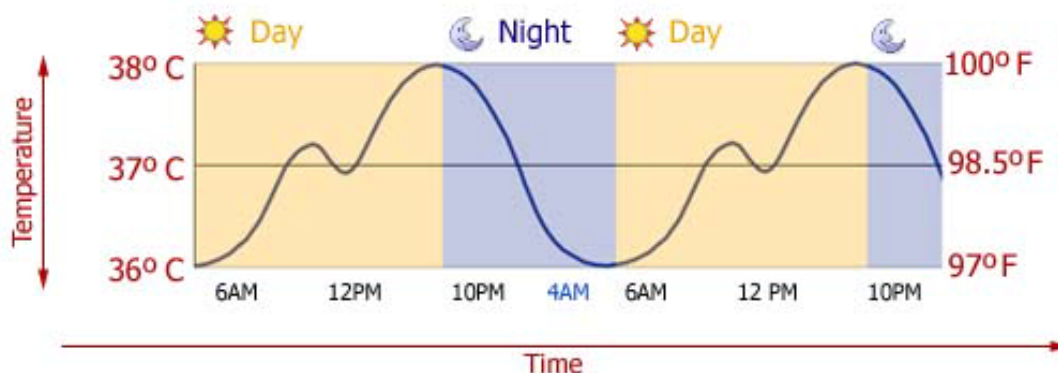 Day Night Day
38º C 100º F
Temperature
37º C 98.5ºF
36º C 97º F
6AM 12PM 10PM 4AM 6AM 12 PM 10PM
Time